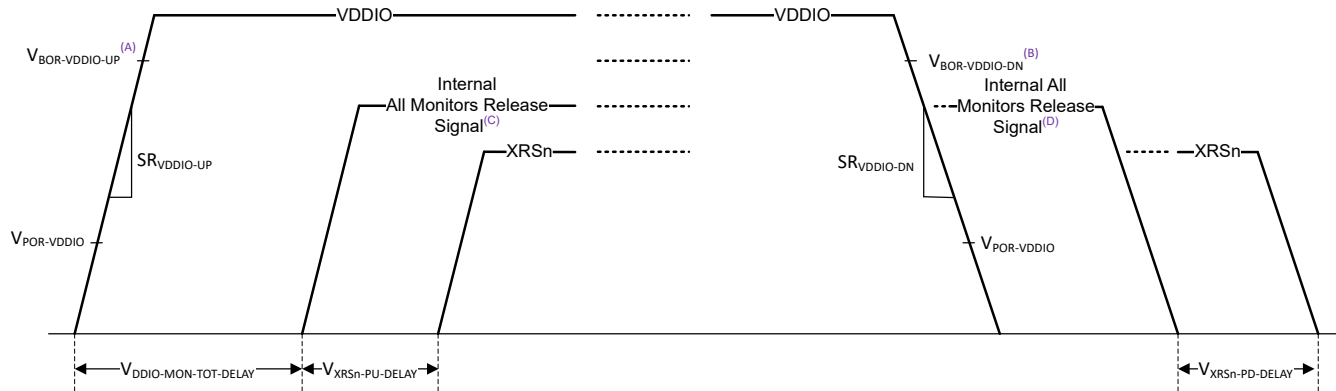 VDDIO
VDDIO
VBOR-VDDIO-UP(A)
VBOR-VDDIO-DN(B)
Internal
All Monitors Release
Signal(C)
Internal All
Monitors Release
Signal(D)
XRSn
XRSn
SRVDDIO-UP
SRVDDIO-DN
VPOR-VDDIO
VPOR-VDDIO
VDDIO-MON-TOT-DELAY
VXRSn-PU-DELAY
VXRSn-PD-DELAY